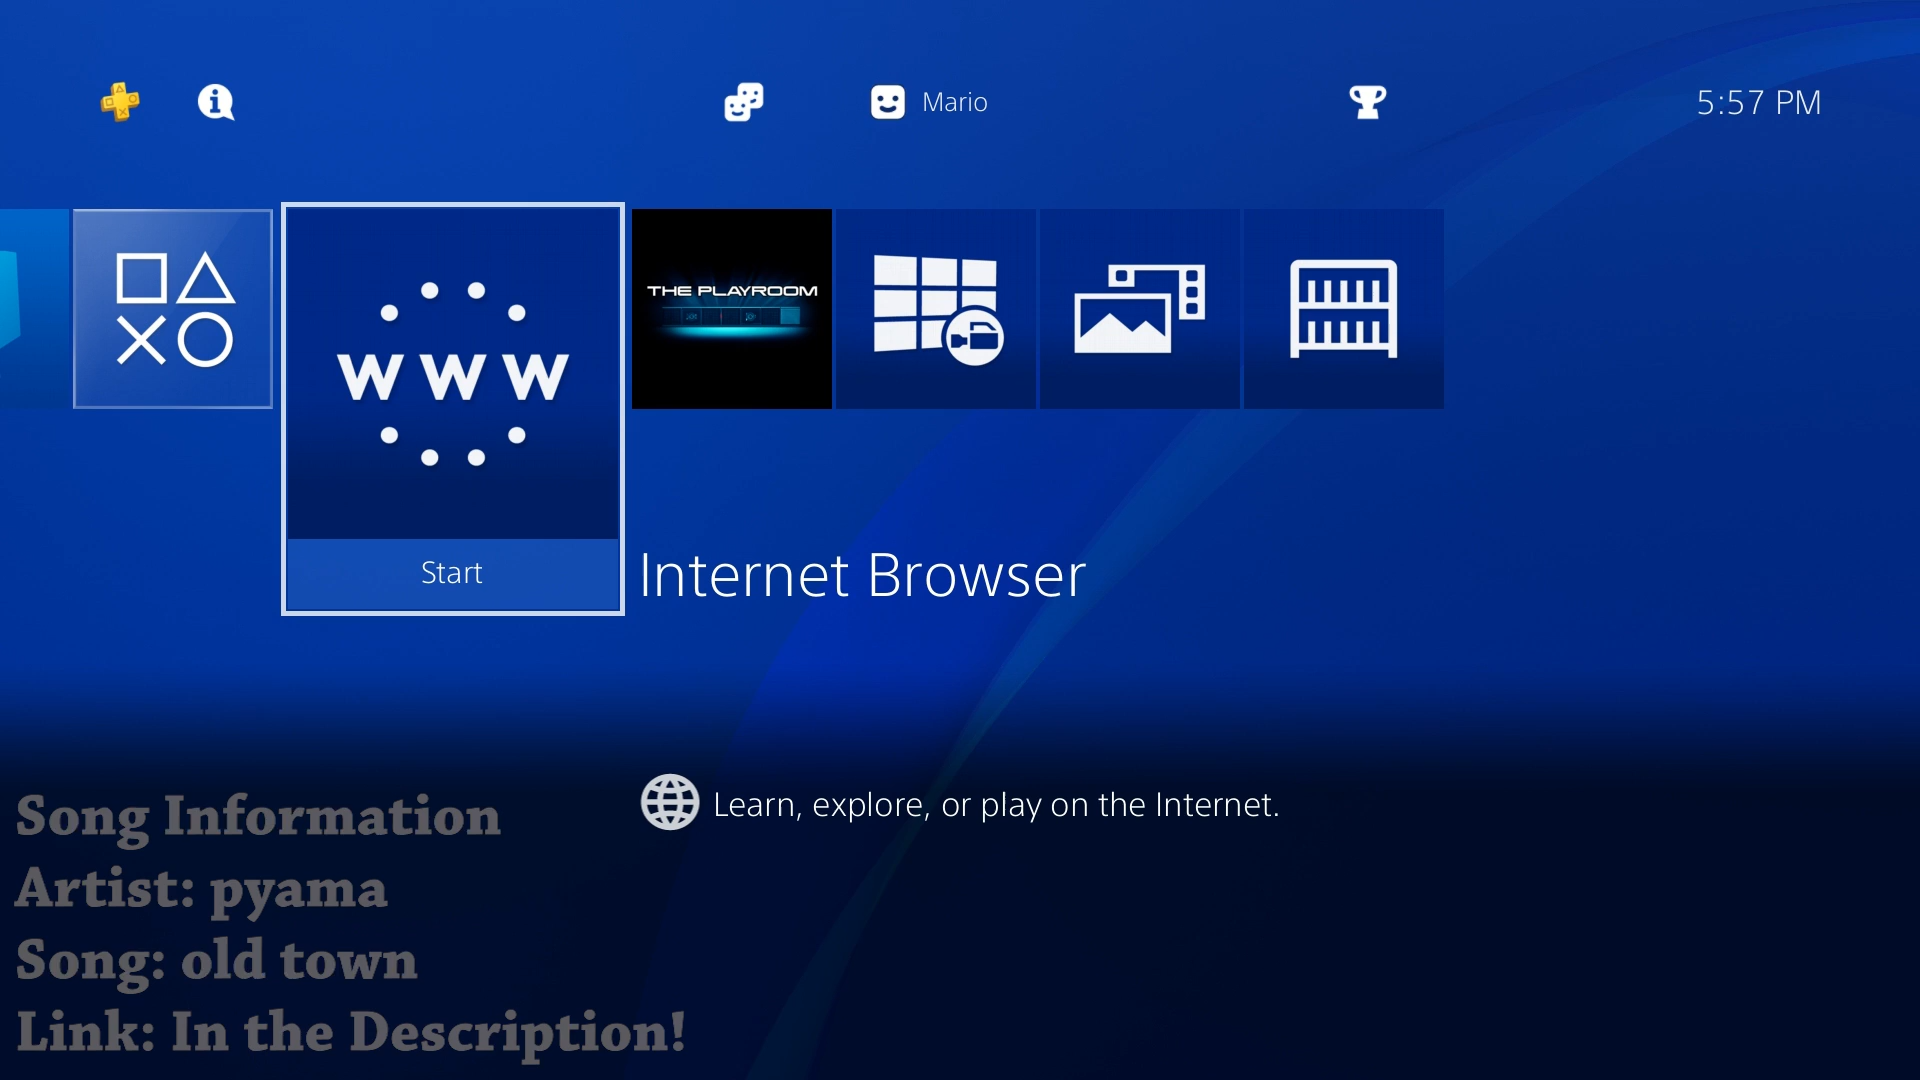 Mario
5:57 PM
WWW
THE PLAYROOM
Start
Internet Browser
Learn, explore, or play on the Internet.
Song Information
Artist: pyama
Song: old town
Link: In the Description!